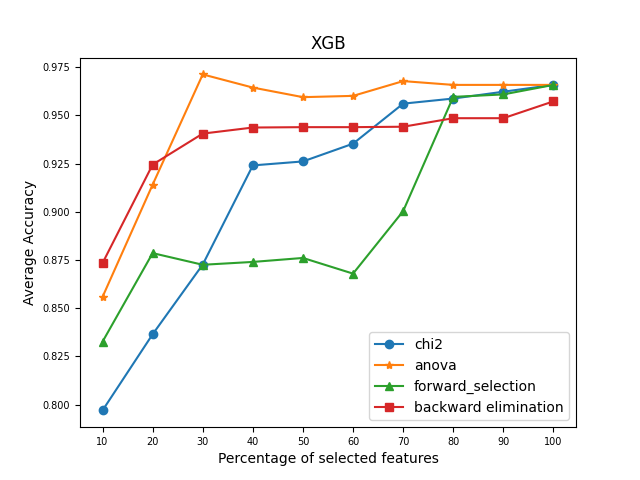 XGB
Average Accuracy
0.975
0.950
0.925
0.900
0.875
0.850
0.825
0.800
10 20 30 40 50 60 70 80 90 100
Percentage of selected features
chi2
anova
forward_selection
backward elimination